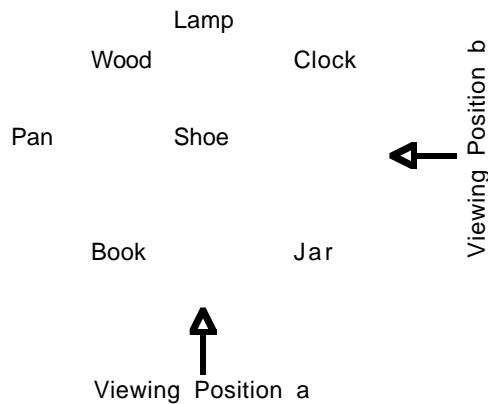 Lamp
Wood Clock
Pan Shoe
Book Jar
Viewing Position a
Viewing Position b